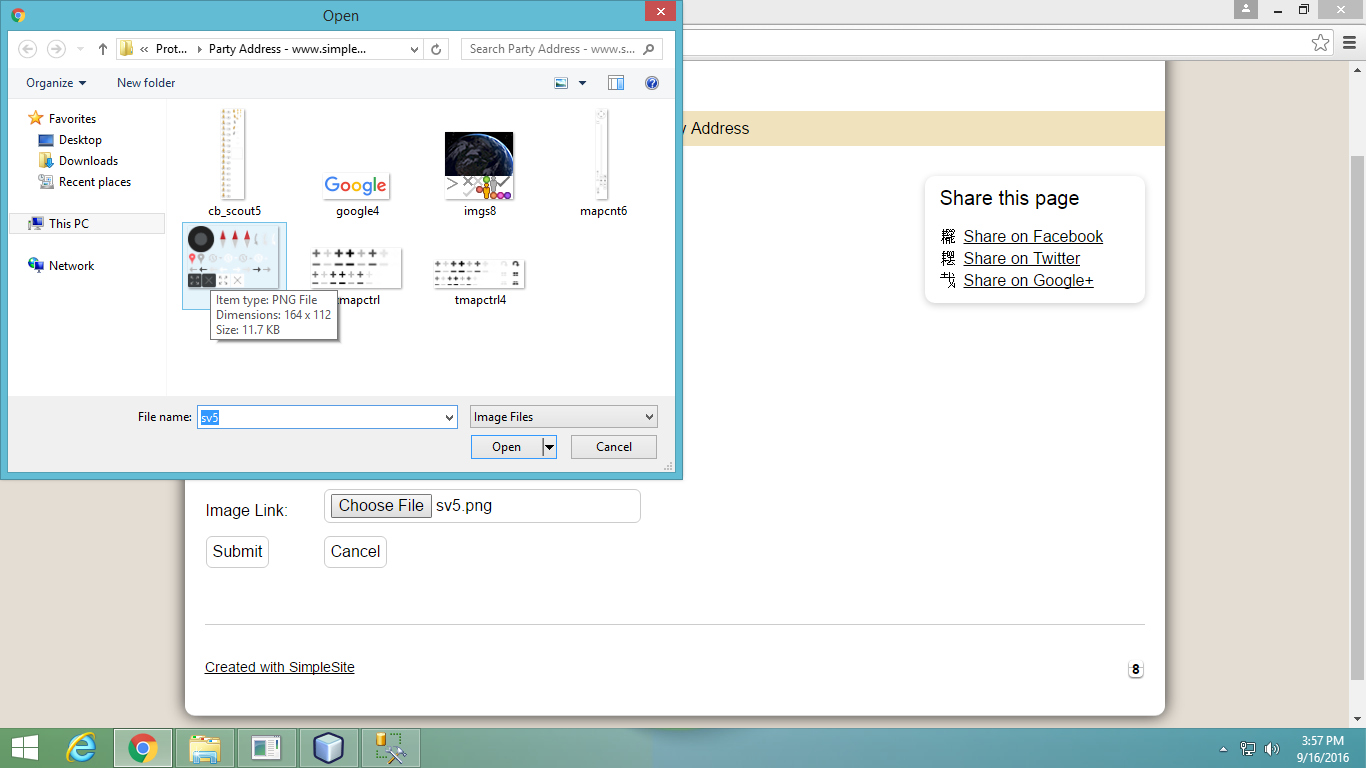 Open
Prot...
Party Address - www.simple...
Search Party Address - www.s...
Organize
New folder
Favorites
Desktop
Downloads
Recent places
This PC
Network
cb_scout5
Google
google4
imgs8
mapcnt6
mapctrl
tmapctrl4
Item type: PNG File
Dimensions: 164 x 112
Size: 11.7 KB
File name:
sv5
Image Files
Open
Cancel
Address
Share this page
Share on Facebook
Share on Twitter
Share on Google+
Image Link:
Choose File
sv5.png
Submit
Cancel
Created with SimpleSite
8
3:57 PM
9/16/2016